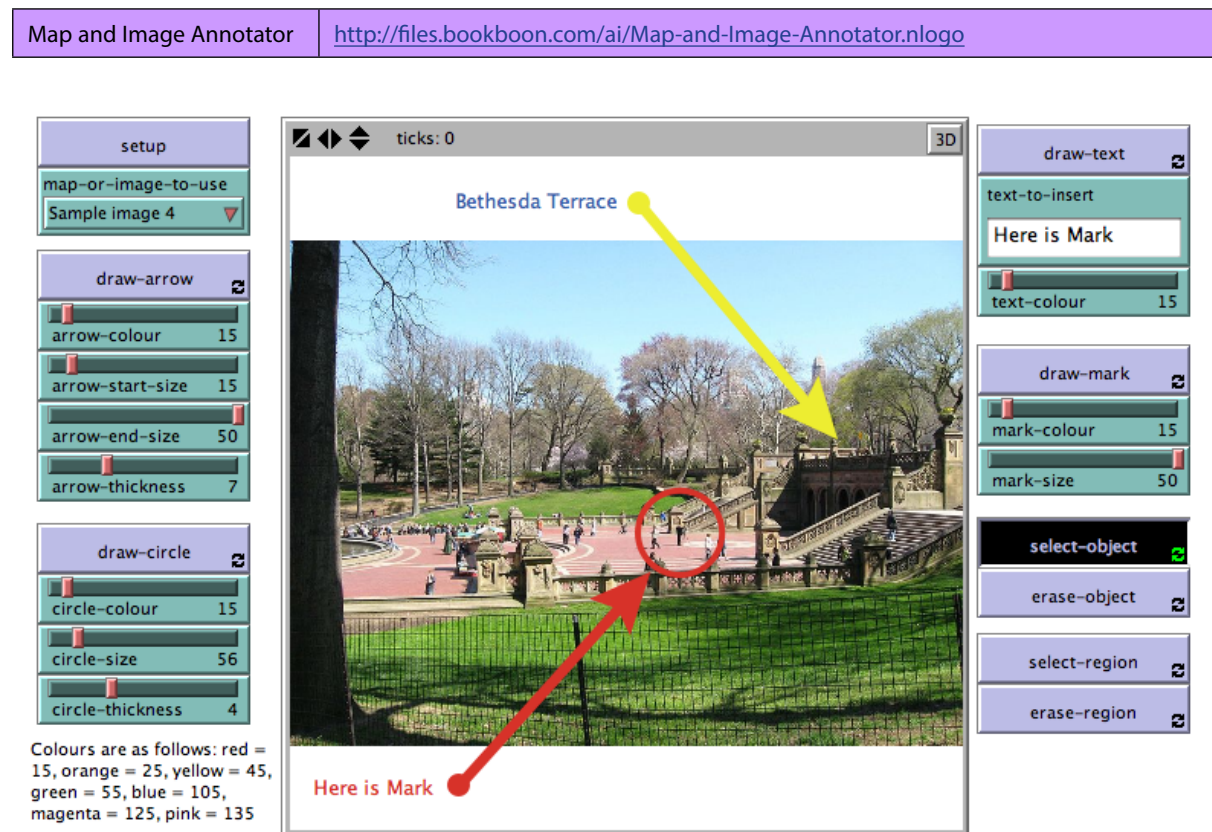 Map and Image Annotator http://files.bookboon.com/ai/Map-and-Image-Annotator.nlogo
setup
map-or-image-to-use
Sample image 4
draw-arrow
arrow-colour 15
arrow-start-size 15
arrow-end-size 50
arrow-thickness 7
draw-circle
circle-colour 15
circle-size 56
circle-thickness 4
Colours are as follows: red =
15, orange = 25, yellow = 45,
green = 55, blue = 105,
magenta = 125, pink = 135
ticks: 0 3D
Bethesda Terrace
Here is Mark
draw-text
text-to-insert
Here is Mark
text-colour 15
draw-mark
mark-colour 15
mark-size 50
select-object
erase-object
select-region
erase-region